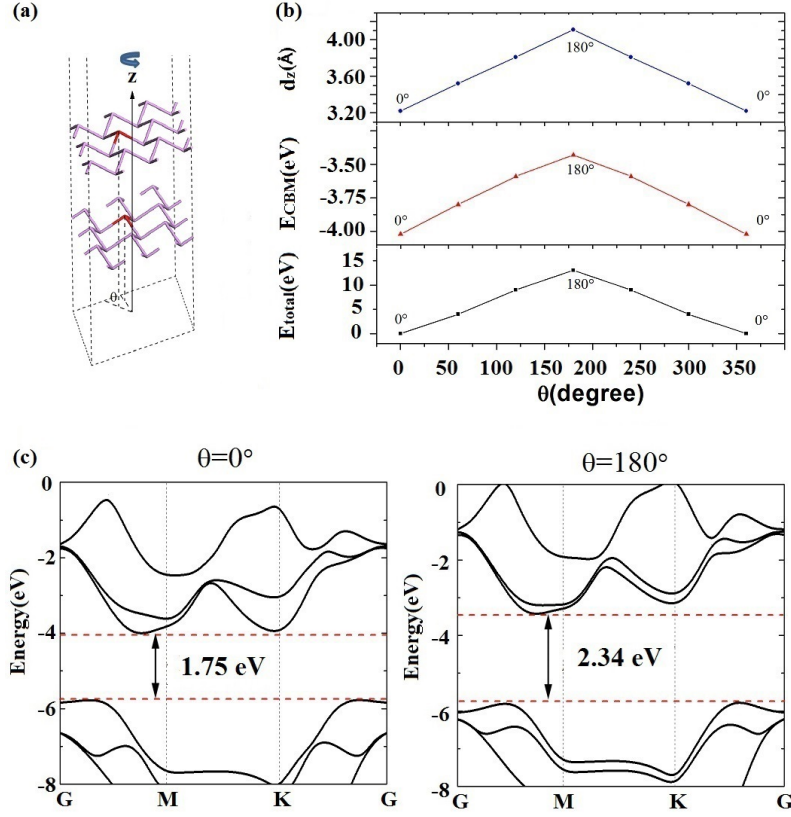 (a)
z
θ
(b)
dz(Å)
4.00
3.60
3.20
0°
180°
0°
ECBM(eV)
-3.50
-3.75
-4.00
0°
180°
0°
Etotal(eV)
15
10
5
0
0°
180°
0°
0 50 100 150 200 250 300 350
θ(degree)
(c)
θ=0°
Energy(eV)
0
-2
-4
-6
-8
1.75 eV
G M K G
θ=180°
Energy(eV)
0
-2
-4
-6
-8
2.34 eV
G M K G